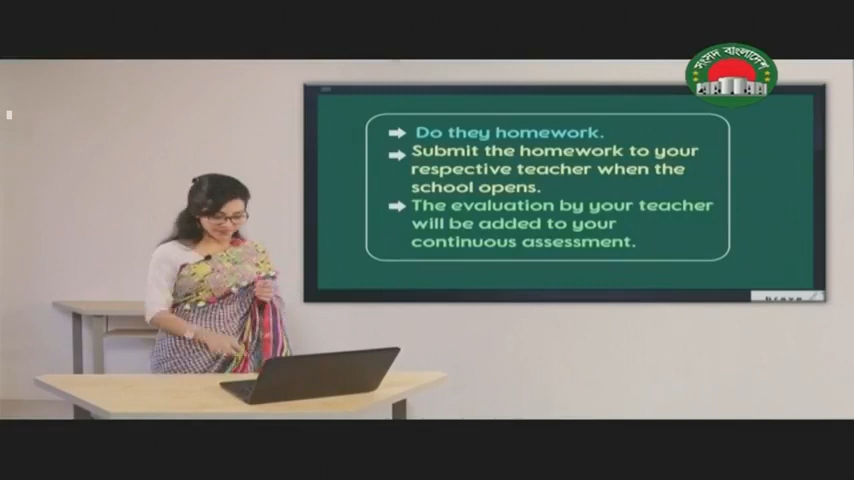 সংসদ বাংলাদেশ
Do they homework.
Submit the homework to your
respective teacher when the
school opens.
The evaluation by your teacher
will be added to your
continuous assessment.